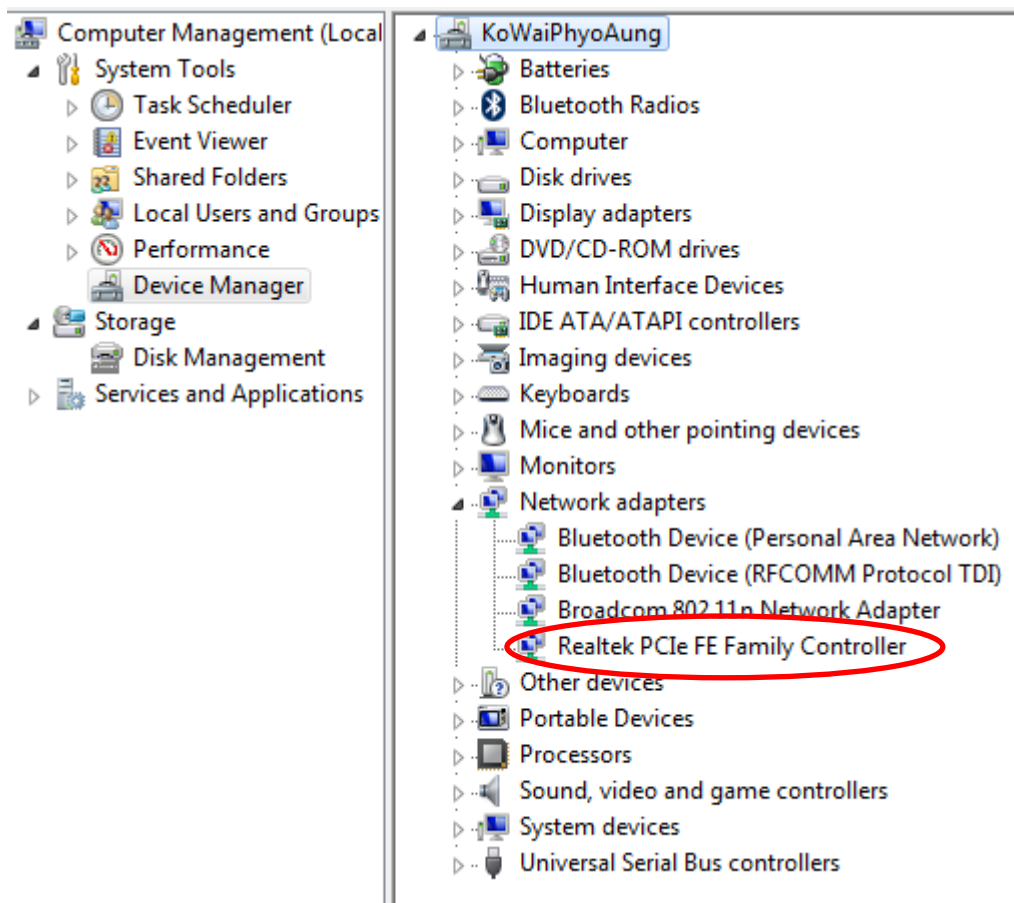 Computer Management (Local
System Tools
Task Scheduler
Event Viewer
Shared Folders
Local Users and Groups
Performance
Device Manager
Storage
Disk Management
Services and Applications
KoWaiPhyoAung
Batteries
Bluetooth Radios
Computer
Disk drives
Display adapters
DVD/CD-ROM drives
Human Interface Devices
IDE ATA/ATAPI controllers
Imaging devices
Keyboards
Mice and other pointing devices
Monitors
Network adapters
Bluetooth Device (Personal Area Network)
Bluetooth Device (RFCOMM Protocol TDI)
Broadcom 802.11n Network Adapter
Realtek PCIe FE Family Controller
Other devices
Portable Devices
Processors
Sound, video and game controllers
System devices
Universal Serial Bus controllers